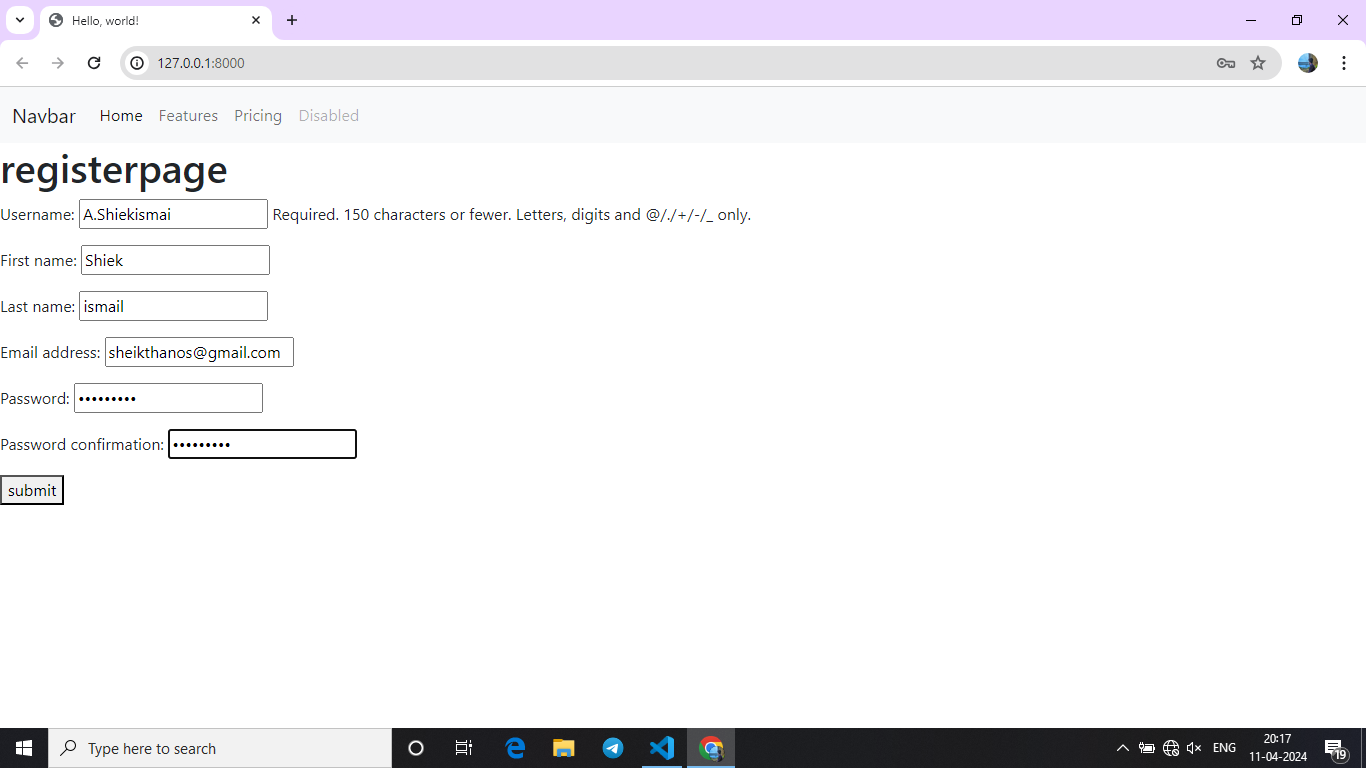 Hello, world!
127.0.0.1:8000
Navbar Home Features Pricing Disabled
registerpage
Username: A.Shiekismai Required. 150 characters or fewer. Letters, digits and @/./+/-/_ only.
First name: Shiek
Last name: ismail
Email address: sheikthanos@gmail.com
Password: •••••••••
Password confirmation: •••••••••
submit
Type here to search
ENG
20:17
11-04-2024
19